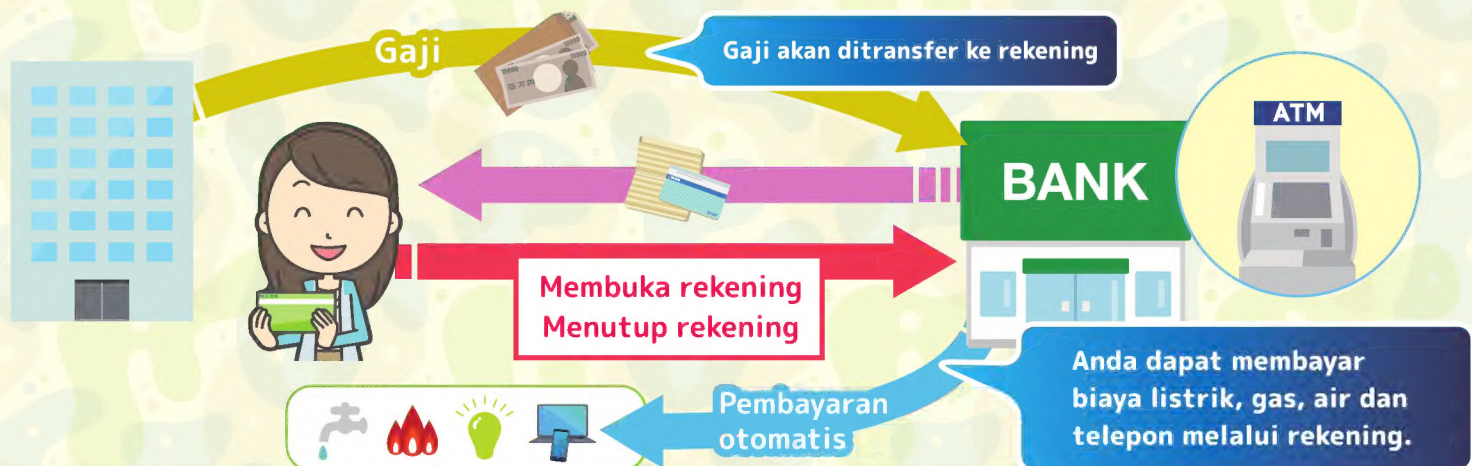 Gaji
Gaji akan ditransfer ke rekening
ATM
BANK
Membuka rekening
Menutup rekening
Pembayaran
otomatis
Anda dapat membayar
biaya listrik, gas, air dan
telepon melalui rekening.